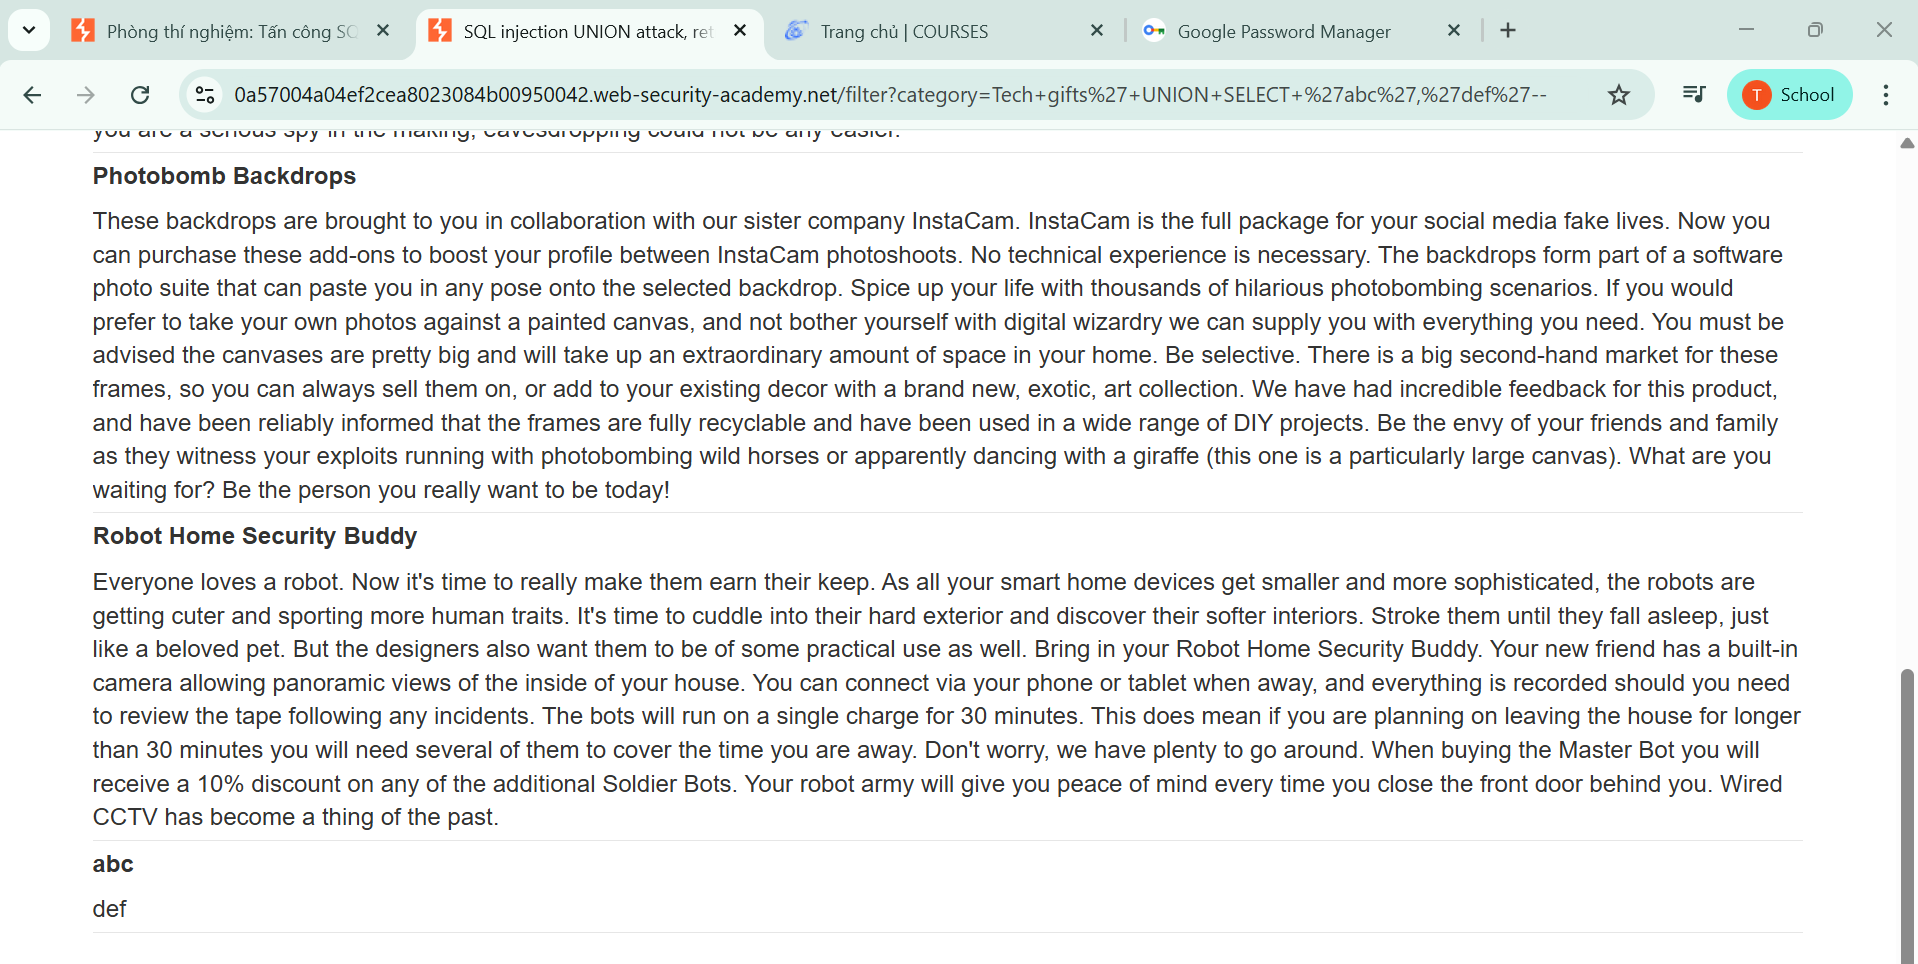 Phòng thí nghiệm: Tấn công SQ
SQL injection UNION attack, ret
Trang chủ | COURSES
Google Password Manager
0a57004a04ef2cea8023084b00950042.web-security-academy.net/filter?category=Tech+gifts%27+UNION+SELECT+%27abc%27,%27def%27--
T School
you are a serious spy in the making, eavesdropping could not be any easier.
Photobomb Backdrops
These backdrops are brought to you in collaboration with our sister company InstaCam. InstaCam is the full package for your social media fake lives. Now you
can purchase these add-ons to boost your profile between InstaCam photoshoots. No technical experience is necessary. The backdrops form part of a software
photo suite that can paste you in any pose onto the selected backdrop. Spice up your life with thousands of hilarious photobombing scenarios. If you would
prefer to take your own photos against a painted canvas, and not bother yourself with digital wizardry we can supply you with everything you need. You must be
advised the canvases are pretty big and will take up an extraordinary amount of space in your home. Be selective. There is a big second-hand market for these
frames, so you can always sell them on, or add to your existing decor with a brand new, exotic, art collection. We have had incredible feedback for this product,
and have been reliably informed that the frames are fully recyclable and have been used in a wide range of DIY projects. Be the envy of your friends and family
as they witness your exploits running with photobombing wild horses or apparently dancing with a giraffe (this one is a particularly large canvas). What are you
waiting for? Be the person you really want to be today!
Robot Home Security Buddy
Everyone loves a robot. Now it's time to really make them earn their keep. As all your smart home devices get smaller and more sophisticated, the robots are
getting cuter and sporting more human traits. It's time to cuddle into their hard exterior and discover their softer interiors. Stroke them until they fall asleep, just
like a beloved pet. But the designers also want them to be of some practical use as well. Bring in your Robot Home Security Buddy. Your new friend has a built-in
camera allowing panoramic views of the inside of your house. You can connect via your phone or tablet when away, and everything is recorded should you need
to review the tape following any incidents. The bots will run on a single charge for 30 minutes. This does mean if you are planning on leaving the house for longer
than 30 minutes you will need several of them to cover the time you are away. Don't worry, we have plenty to go around. When buying the Master Bot you will
receive a 10% discount on any of the additional Soldier Bots. Your robot army will give you peace of mind every time you close the front door behind you. Wired
CCTV has become a thing of the past.
abc
def